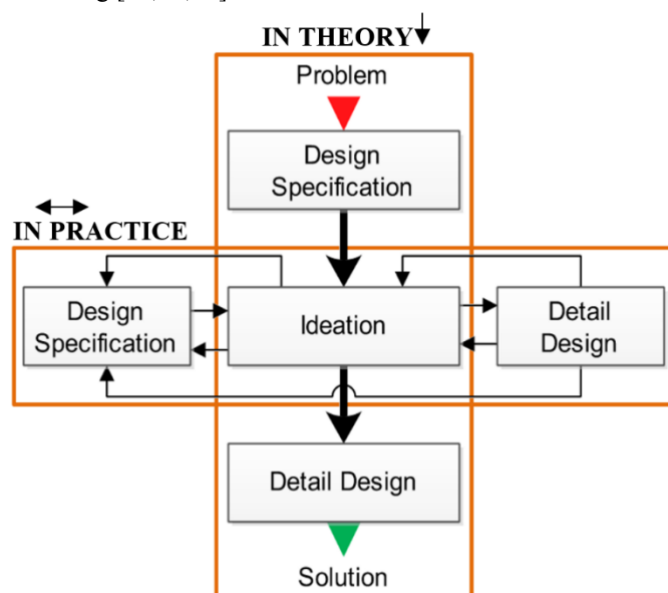 IN THEORY
Problem
Design
Specification
IN PRACTICE
Design
Specification
Ideation
Detail
Design
Detail Design
Solution